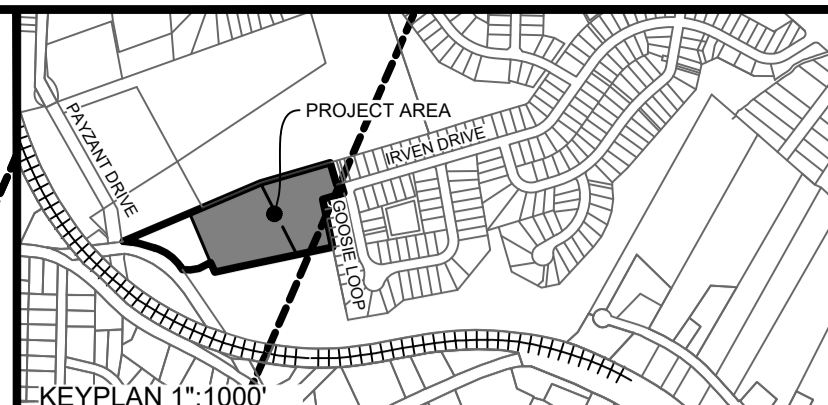 PROJECT AREA
PAYZANT DRIVE
IRVEN DRIVE
GOOSIE LOOP
KEYPLAN 1":1000'